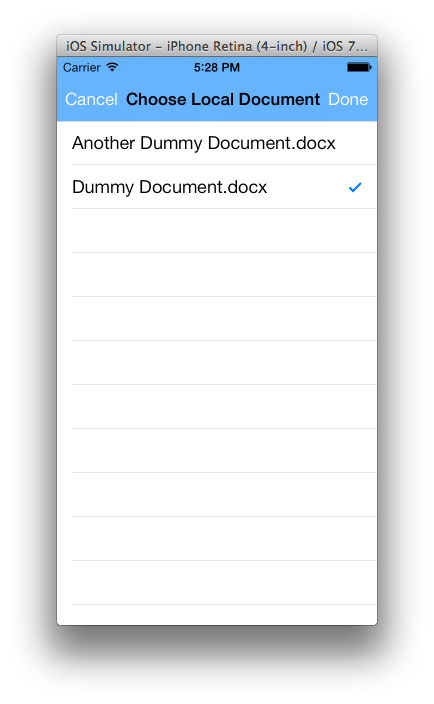 iOS Simulator – iPhone Retina (4-inch) / iOS 7...
Carrier 5:28 PM
Cancel Choose Local Document Done
Another Dummy Document.docx
Dummy Document.docx